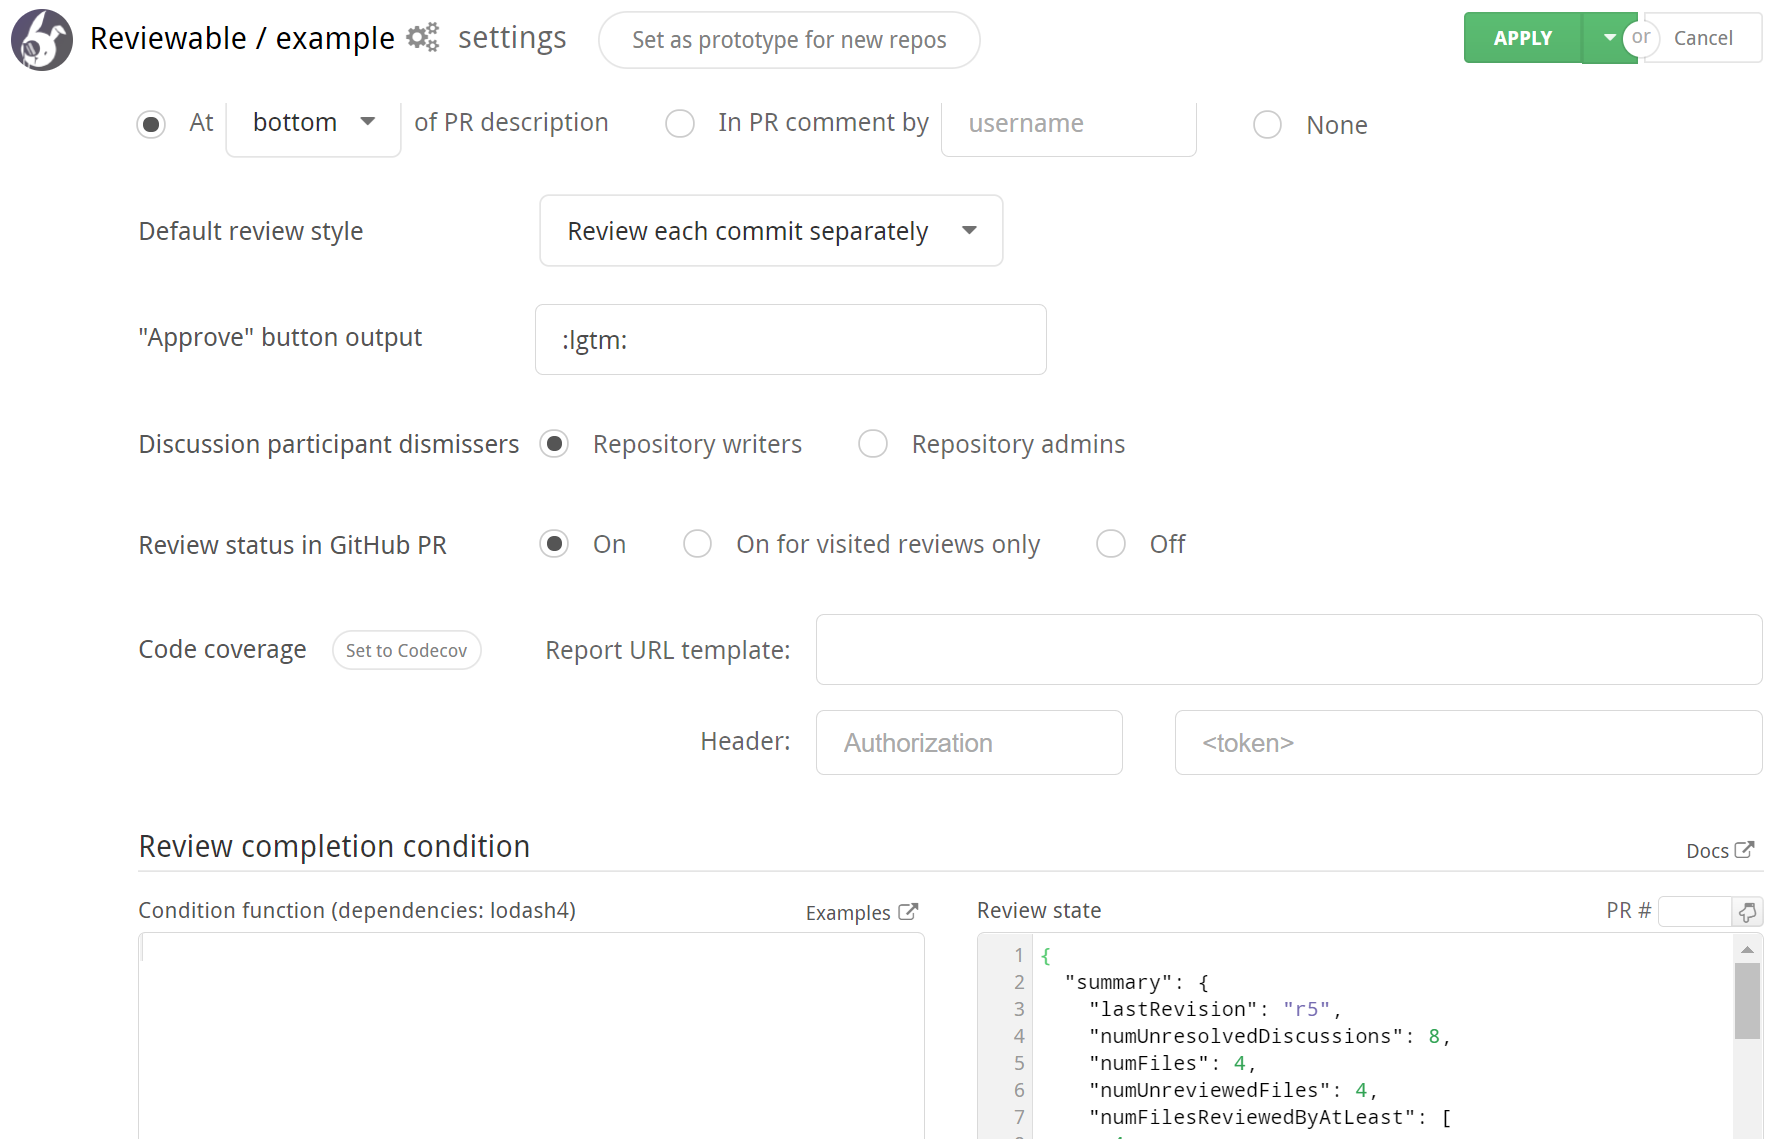 Reviewable / example settings Set as prototype for new repos APPLY or Cancel
At bottom of PR description In PR comment by username None
Default review style Review each commit separately
"Approve" button output :lgtm:
Discussion participant dismissers Repository writers Repository admins
Review status in GitHub PR On On for visited reviews only Off
Code coverage Set to Codecov Report URL template:
Header: Authorization <token>
Review completion condition Docs
Condition function (dependencies: lodash4) Examples Review state PR #
1 {
2 "summary": {
3 "lastRevision": "r5",
4 "numUnresolvedDiscussions": 8,
5 "numFiles": 4,
6 "numUnreviewedFiles": 4,
7 "numFilesReviewedByAtLeast": [